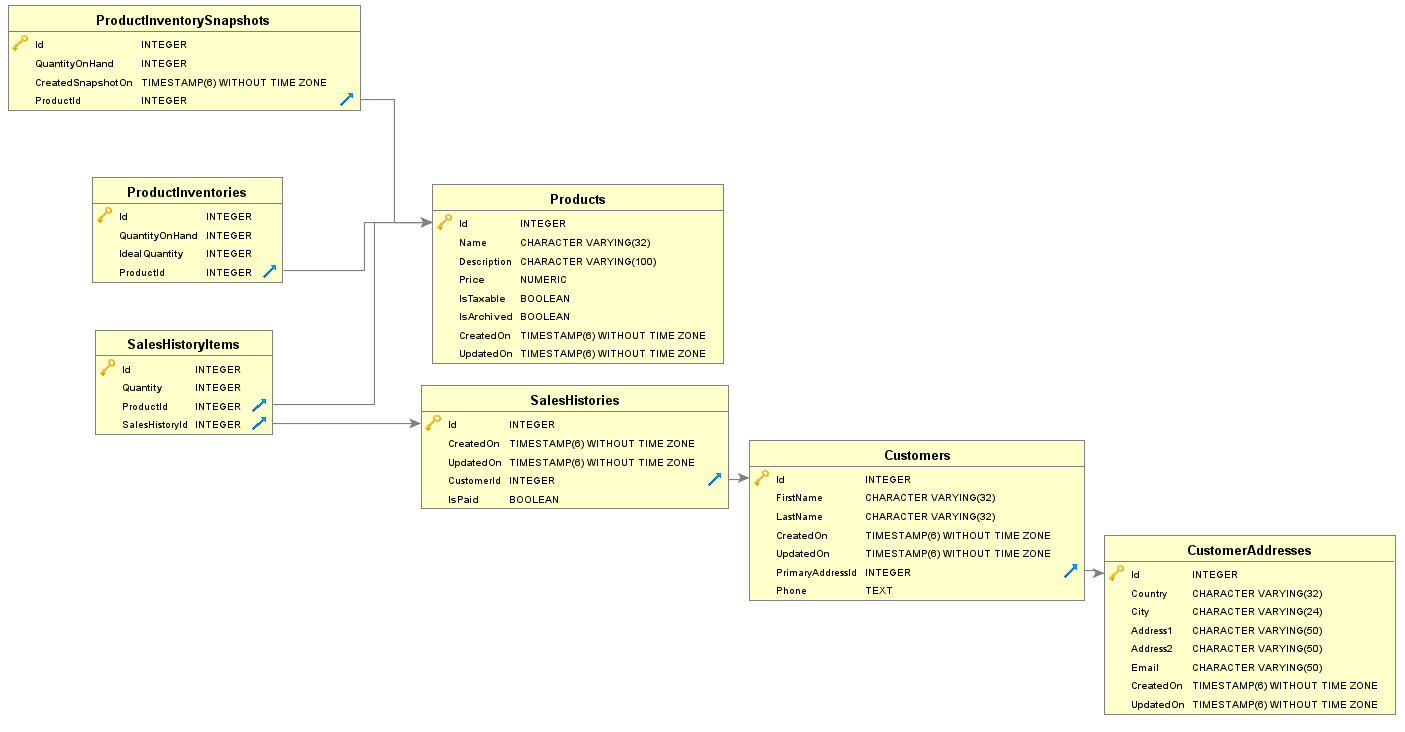 ProductInventorySnapshots
Id INTEGER
QuantityOnHand INTEGER
CreatedSnapshotOn TIMESTAMP(6) WITHOUT TIME ZONE
ProductId INTEGER
ProductInventories
Id INTEGER
QuantityOnHand INTEGER
IdealQuantity INTEGER
ProductId INTEGER
Products
Id INTEGER
Name CHARACTER VARYING(32)
Description CHARACTER VARYING(100)
Price NUMERIC
IsTaxable BOOLEAN
IsArchived BOOLEAN
CreatedOn TIMESTAMP(6) WITHOUT TIME ZONE
UpdatedOn TIMESTAMP(6) WITHOUT TIME ZONE
SalesHistoryItems
Id INTEGER
Quantity INTEGER
ProductId INTEGER
SalesHistoryId INTEGER
SalesHistories
Id INTEGER
CreatedOn TIMESTAMP(6) WITHOUT TIME ZONE
UpdatedOn TIMESTAMP(6) WITHOUT TIME ZONE
CustomerId INTEGER
IsPaid BOOLEAN
Customers
Id INTEGER
FirstName CHARACTER VARYING(32)
LastName CHARACTER VARYING(32)
CreatedOn TIMESTAMP(6) WITHOUT TIME ZONE
UpdatedOn TIMESTAMP(6) WITHOUT TIME ZONE
PrimaryAddressId INTEGER
Phone TEXT
CustomerAddresses
Id INTEGER
Country CHARACTER VARYING(32)
City CHARACTER VARYING(24)
Address1 CHARACTER VARYING(50)
Address2 CHARACTER VARYING(50)
Email CHARACTER VARYING(50)
CreatedOn TIMESTAMP(6) WITHOUT TIME ZONE
UpdatedOn TIMESTAMP(6) WITHOUT TIME ZONE